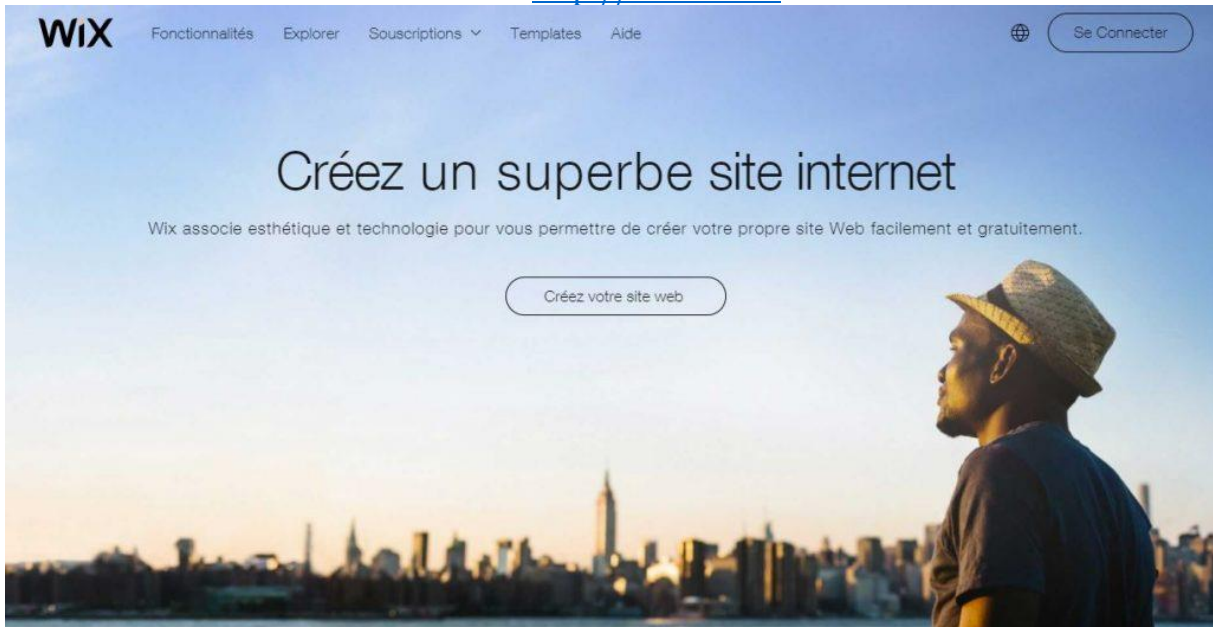 WiX
Fonctionnalités Explorer Souscriptions Templates Aide
Se Connecter
Créez un superbe site internet
Wix associe esthétique et technologie pour vous permettre de créer votre propre site Web facilement et gratuitement.
Créez votre site web